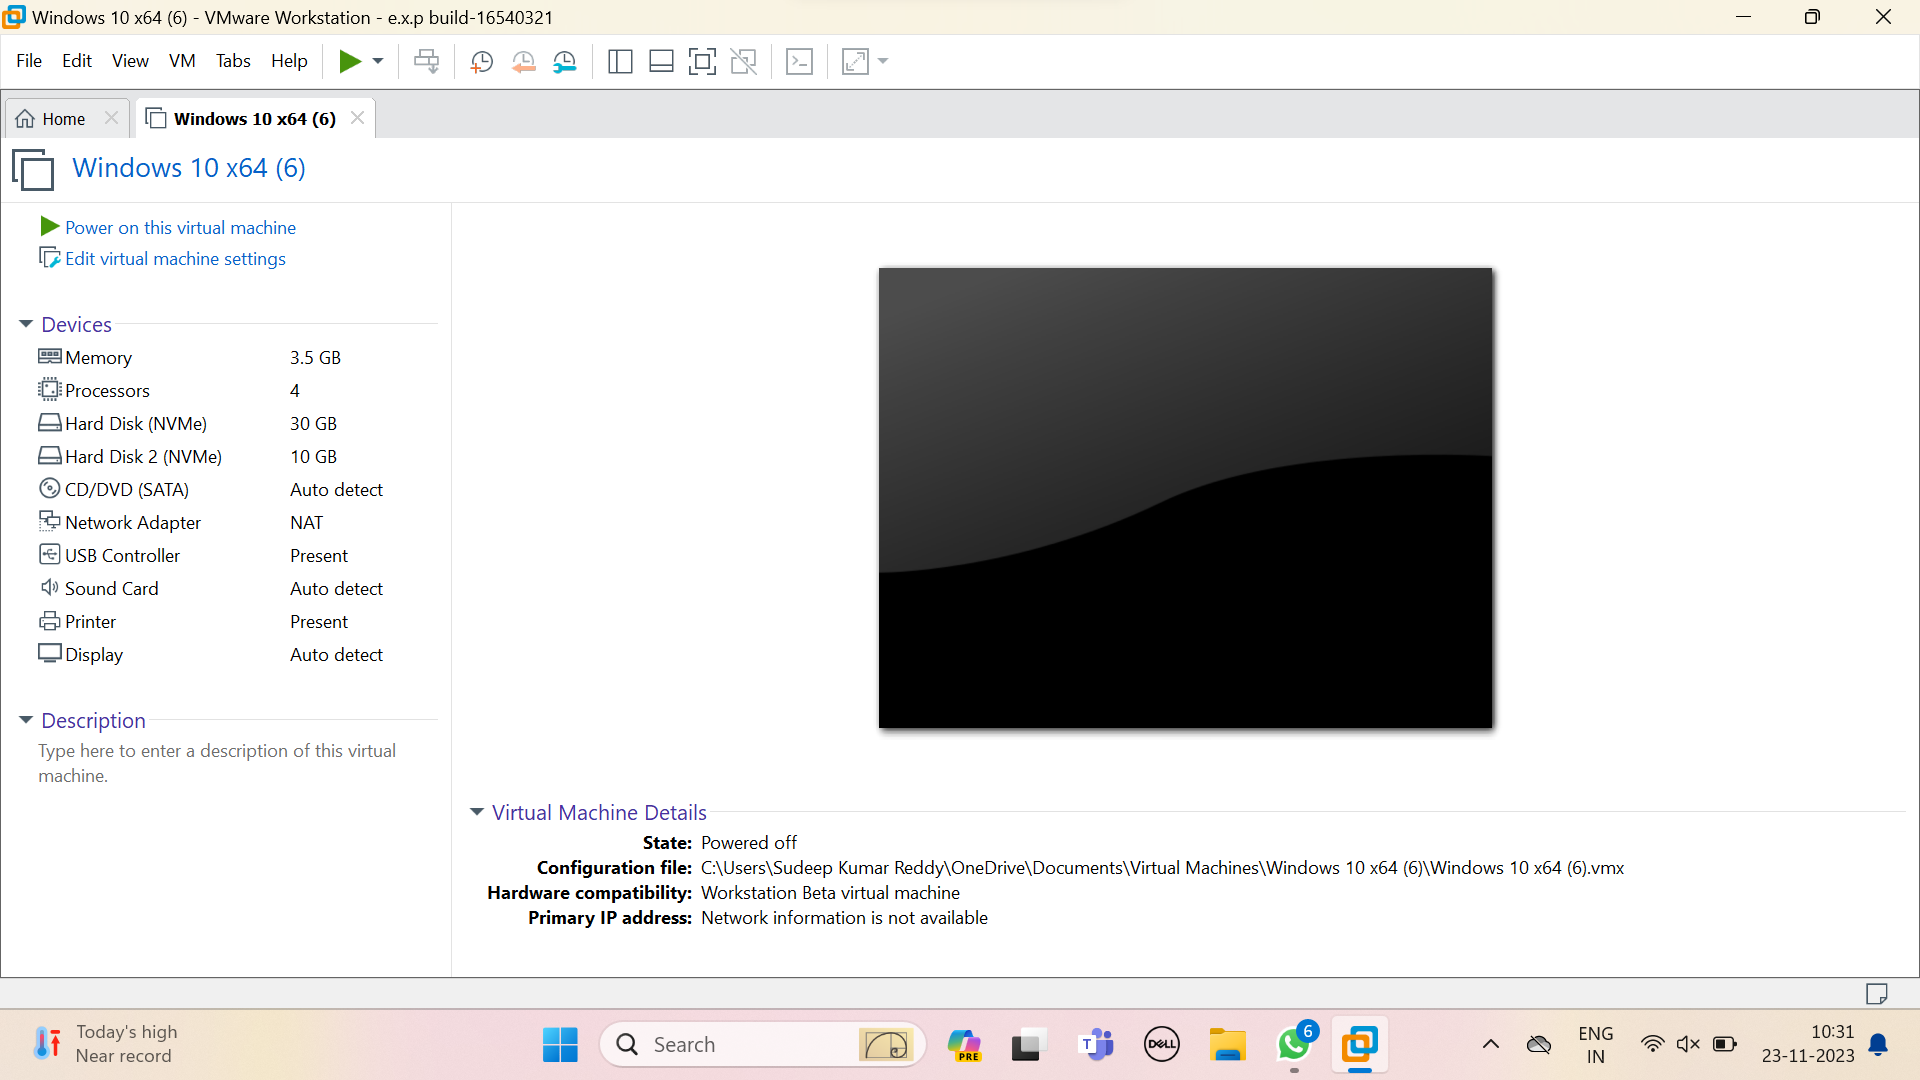 Windows 10 x64 (6) - VMware Workstation - e.x.p build-16540321
File Edit View VM Tabs Help
Home Windows 10 x64 (6)
Windows 10 x64 (6)
Power on this virtual machine
Edit virtual machine settings
Devices
Memory 3.5 GB
Processors 4
Hard Disk (NVMe) 30 GB
Hard Disk 2 (NVMe) 10 GB
CD/DVD (SATA) Auto detect
Network Adapter NAT
USB Controller Present
Sound Card Auto detect
Printer Present
Display Auto detect
Description
Type here to enter a description of this virtual
machine.
Virtual Machine Details
State: Powered off
Configuration file: C:\Users\Sudeep Kumar Reddy\OneDrive\Documents\Virtual Machines\Windows 10 x64 (6)\Windows 10 x64 (6).vmx
Hardware compatibility: Workstation Beta virtual machine
Primary IP address: Network information is not available
Today's high
Near record
Search
PRE
T
DELL
6
ENG
IN
10:31
23-11-2023